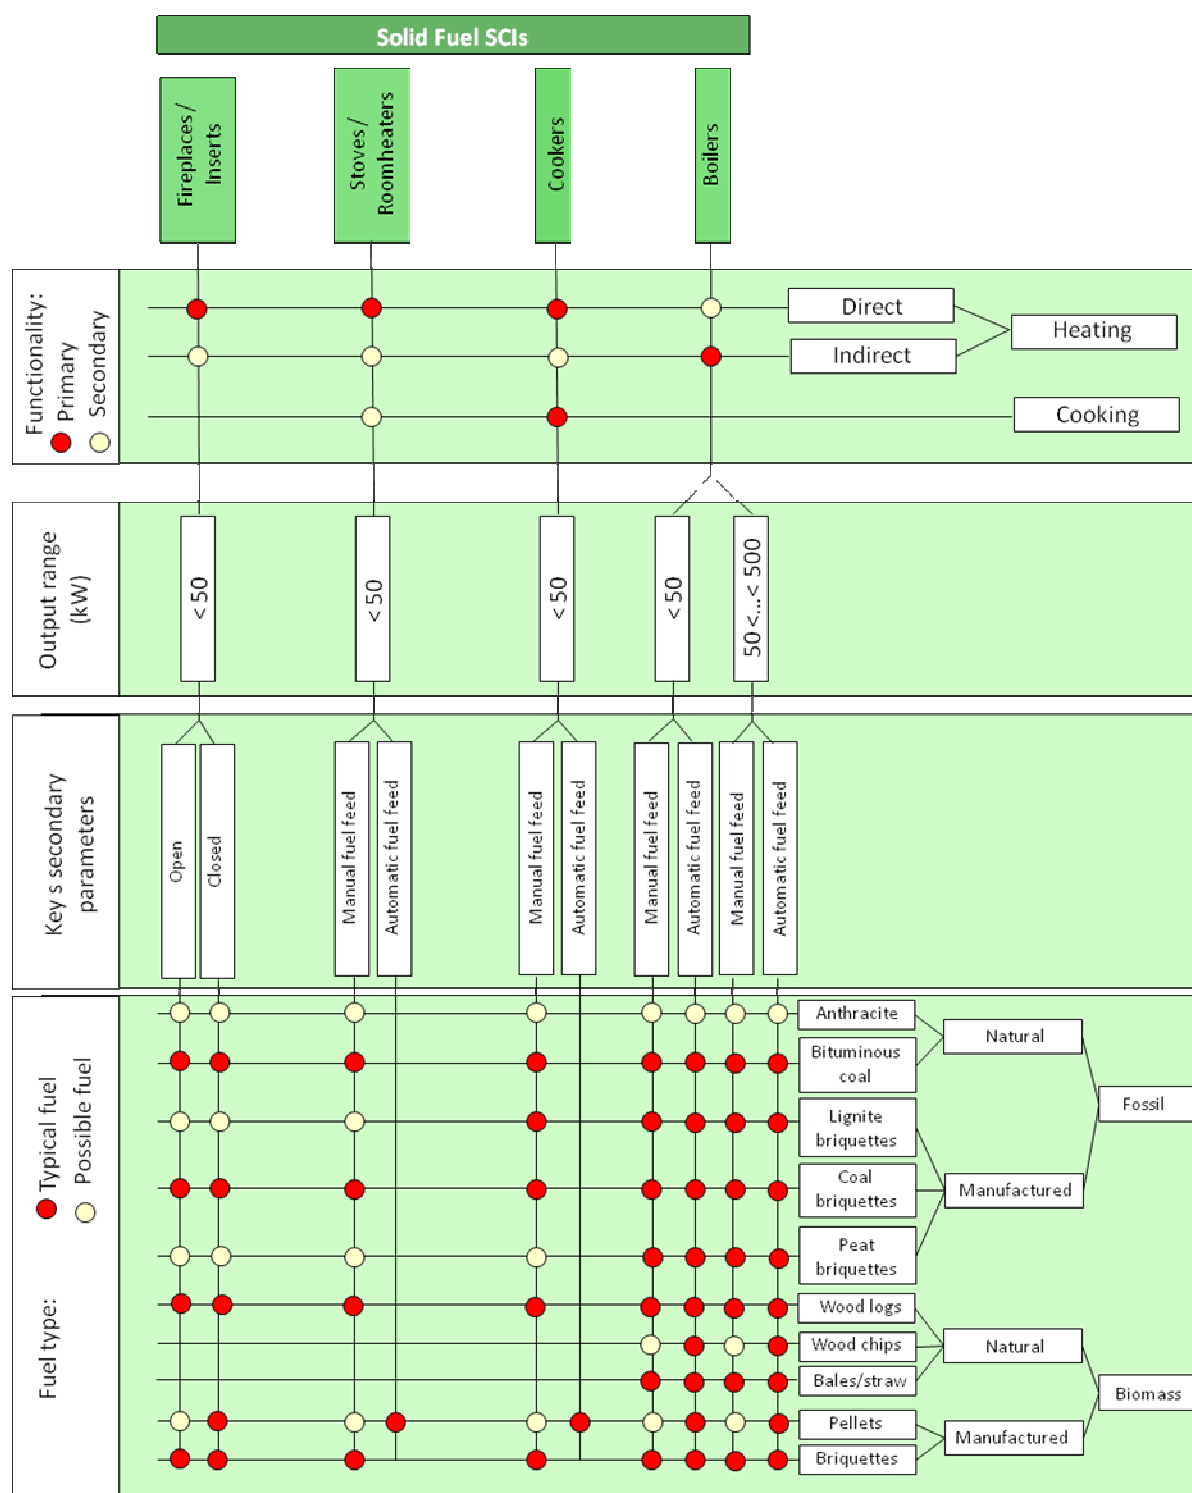 Solid Fuel SCIs
Fireplaces /
Inserts
Stoves /
Roomheaters
Cookers
Boilers
Functionality:
Primary
Secondary
Direct
Indirect
Heating
Cooking
Output range
(kW)
< 50
< 50
< 50
< 50
50 <...< 500
Key s secondary
parameters
Open
Closed
Manual fuel feed
Automatic fuel feed
Manual fuel feed
Automatic fuel feed
Manual fuel feed
Automatic fuel feed
Manual fuel feed
Automatic fuel feed
Fuel type:
Typical fuel
Possible fuel
Anthracite
Bituminous
coal
Natural
Lignite
briquettes
Coal
briquettes
Peat
briquettes
Manufactured
Fossil
Wood logs
Wood chips
Bales/straw
Natural
Pellets
Briquettes
Manufactured
Biomass